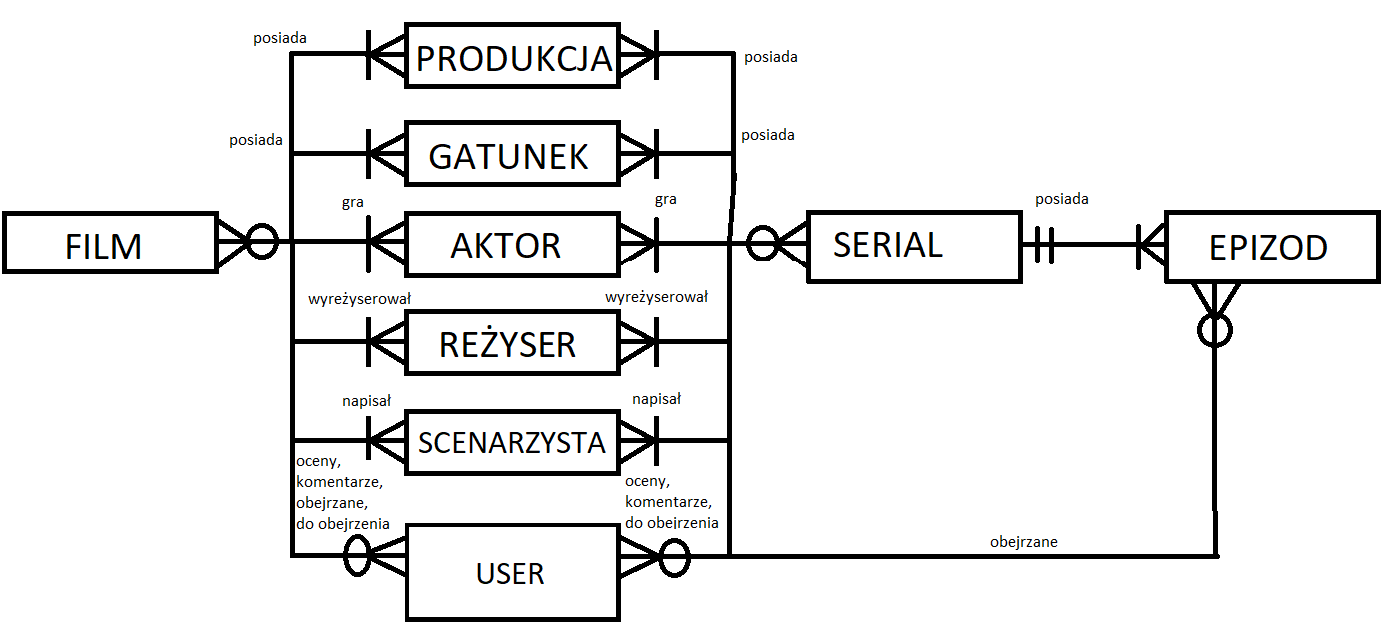 posiada
PRODUKCJA
posiada
posiada
GATUNEK
posiada
gra
AKTOR
gra
FILM
SERIAL
posiada
EPIZOD
wyreżyserował
REŻYSER
wyreżyserował
napisał
SCENARZYSTA
napisał
oceny,
komentarze,
obejrzane,
do obejrzenia
USER
oceny,
komentarze,
do obejrzenia
obejrzane